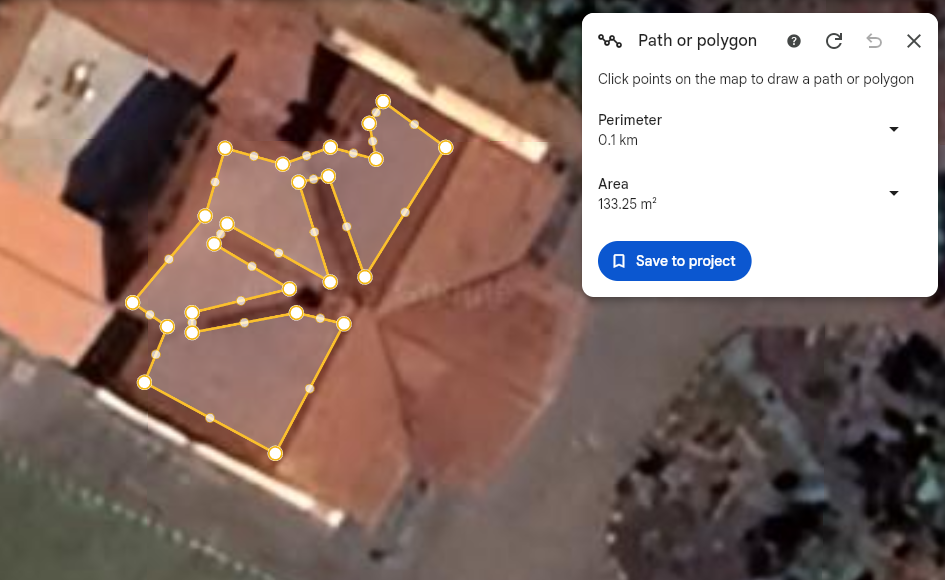 Path or polygon
Click points on the map to draw a path or polygon
Perimeter
0.1 km
Area
133.25 m²
Save to project